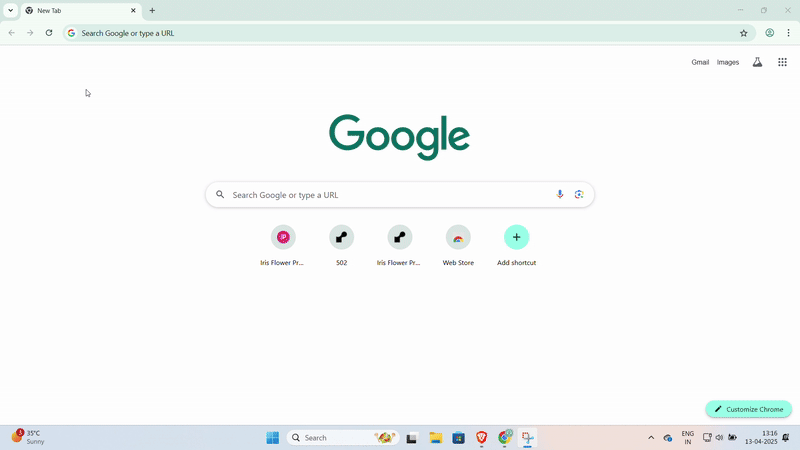 New Tab
Search Google or type a URL
Gmail Images
Google
Search Google or type a URL
Iris Flower Pr...
502
Iris Flower Pr...
Web Store
Add shortcut
Customize Chrome
3
35°C
Sunny
Search
ENG
IN
13:16
13-04-2025